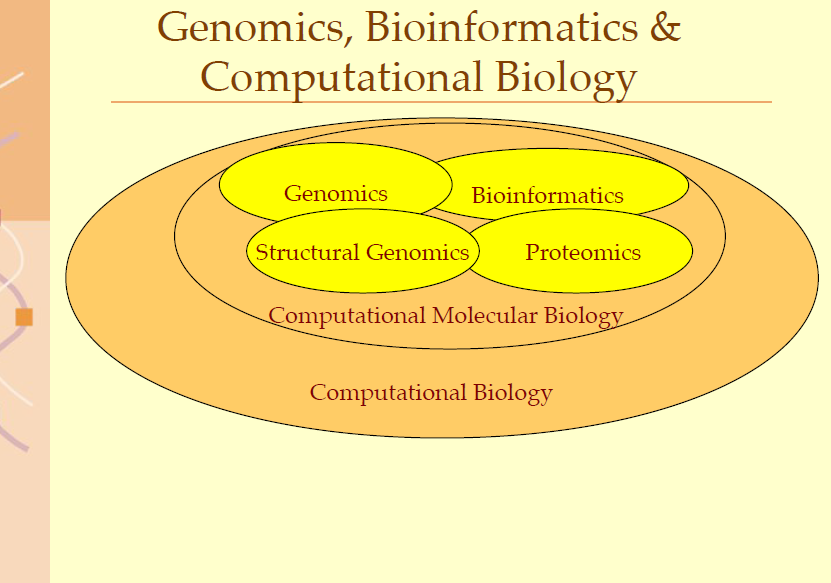 Genomics, Bioinformatics &
Computational Biology
Genomics
Bioinformatics
Structural Genomics
Proteomics
Computational Molecular Biology
Computational Biology